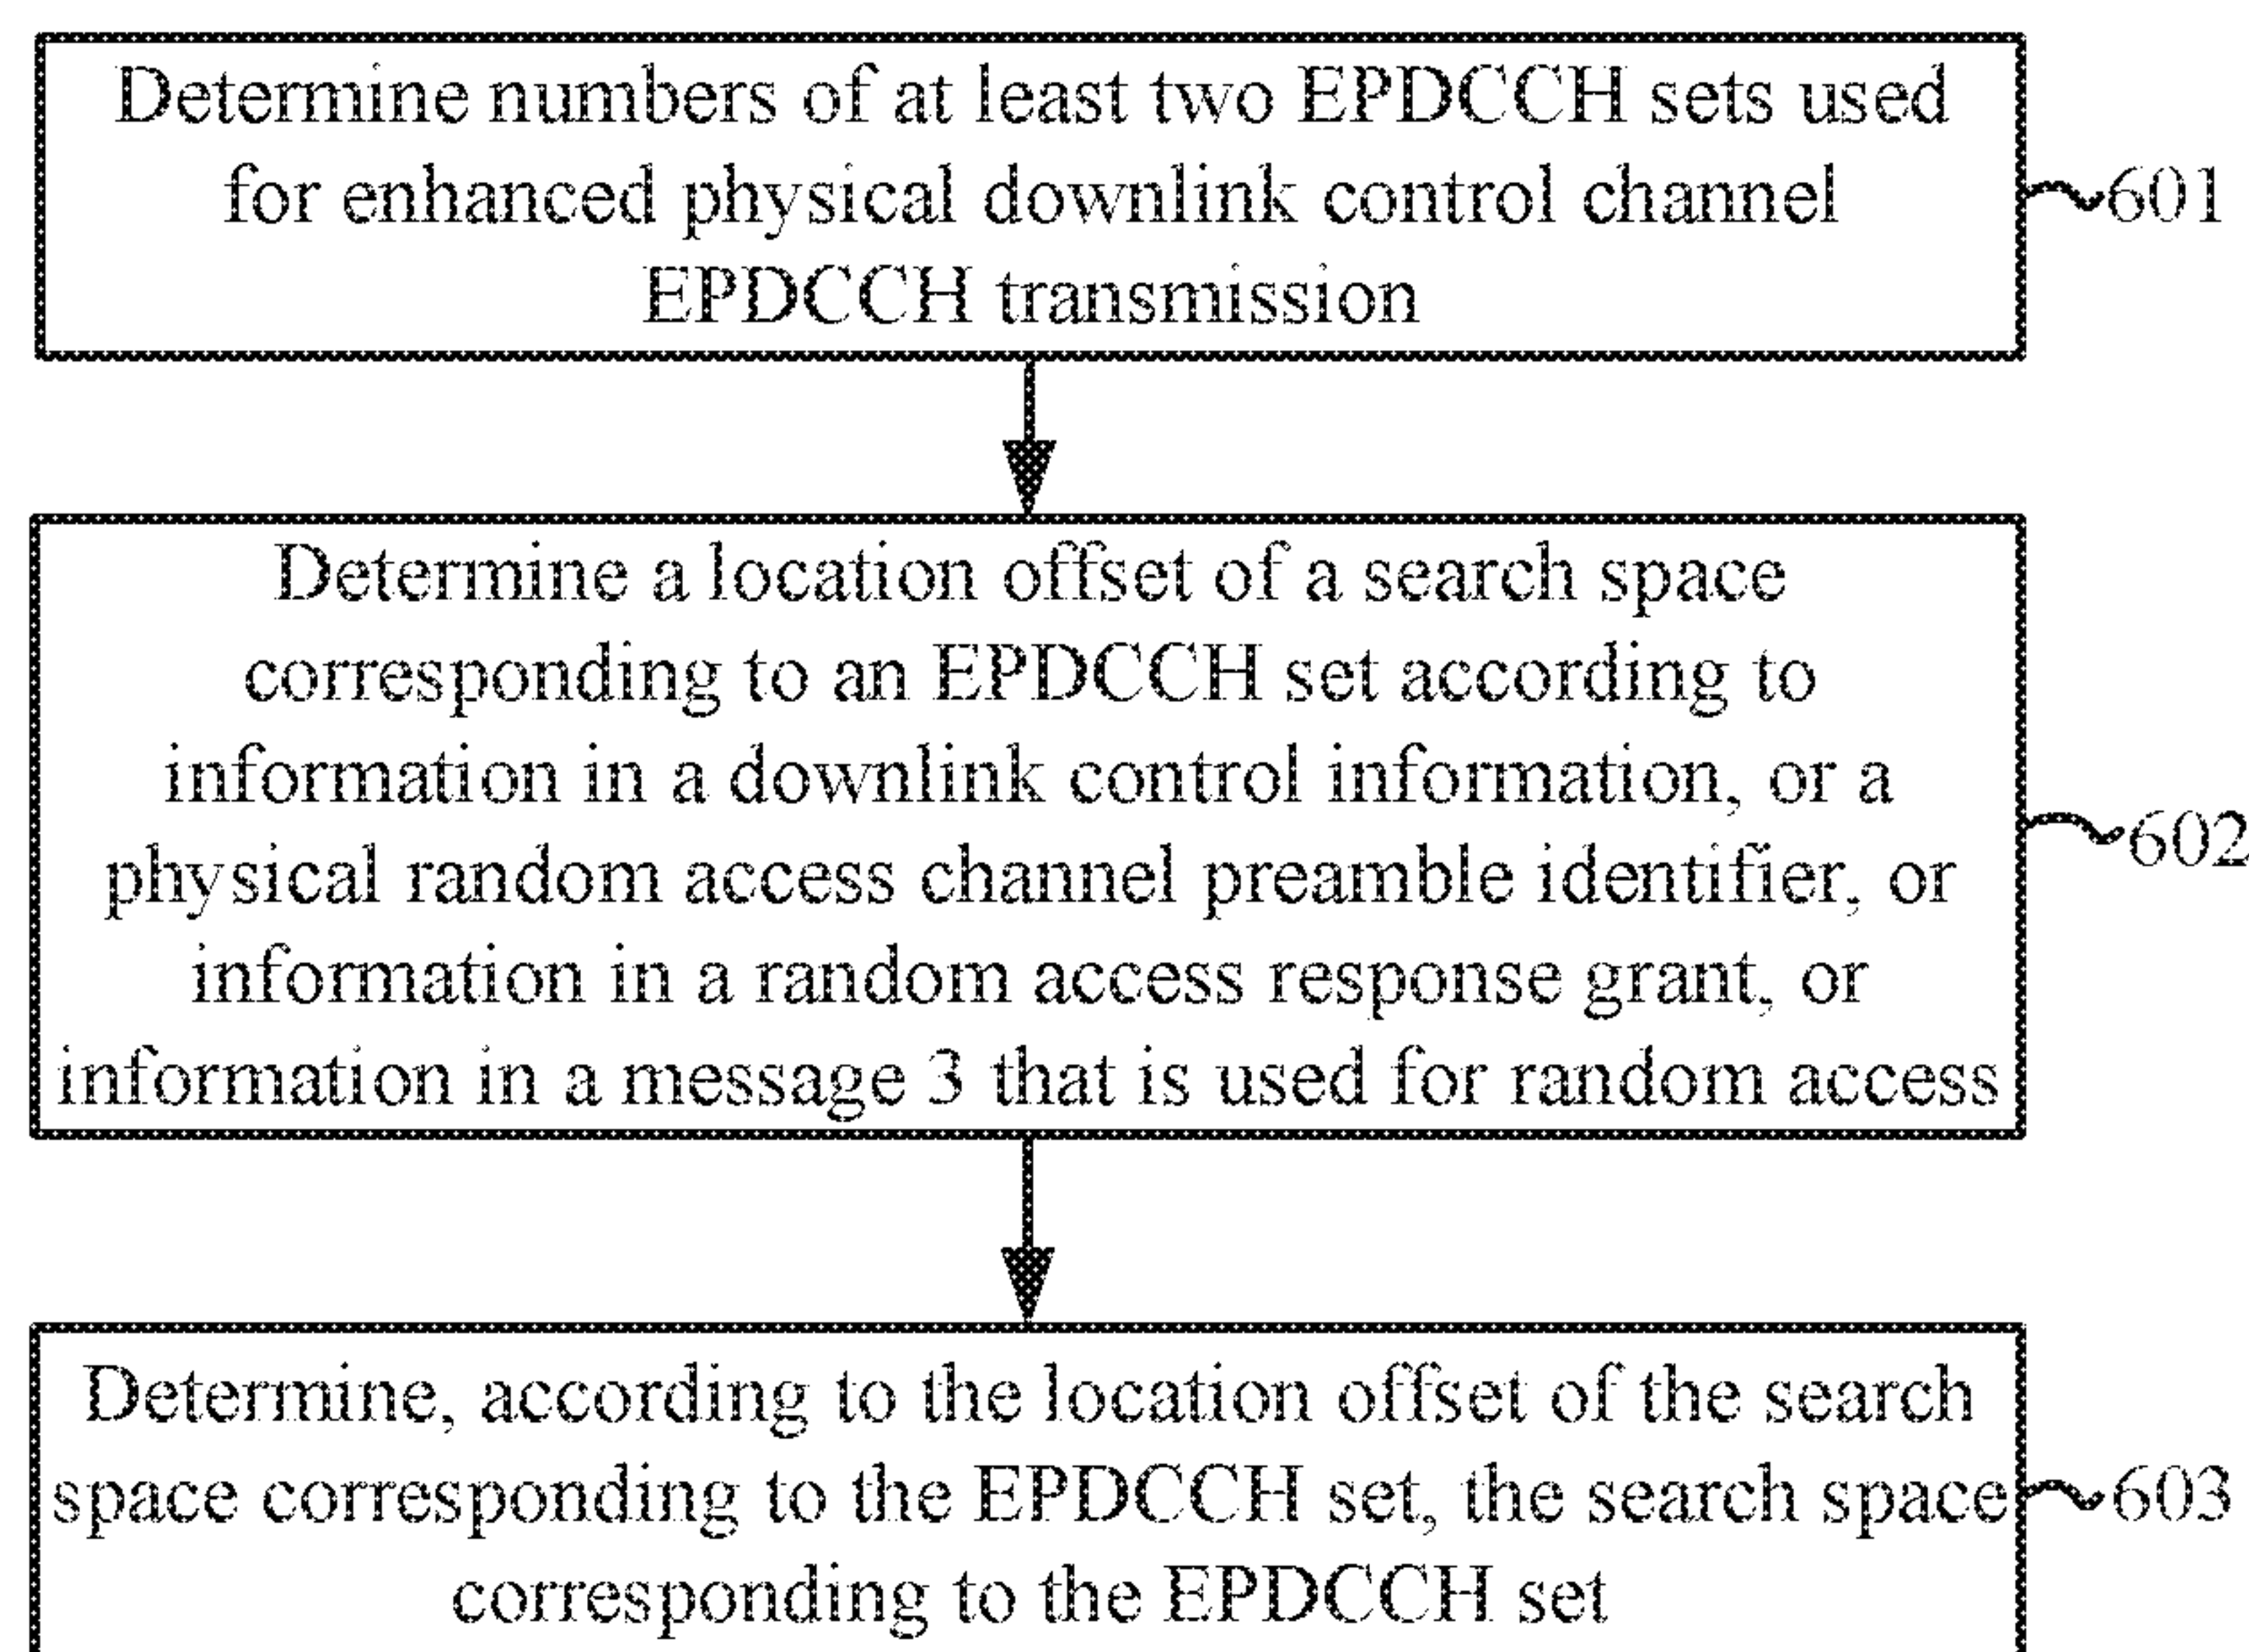 Determine numbers of at least two EPDCCH sets used
for enhanced physical downlink control channel
EPDCCH transmission
601
Determine a location offset of a search space
corresponding to an EPDCCH set according to
information in a downlink control information, or a
physical random access channel preamble identifier, or
information in a random access response grant, or
information in a message 3 that is used for random access
602
Determine, according to the location offset of the search
space corresponding to the EPDCCH set, the search space
corresponding to the EPDCCH set
603